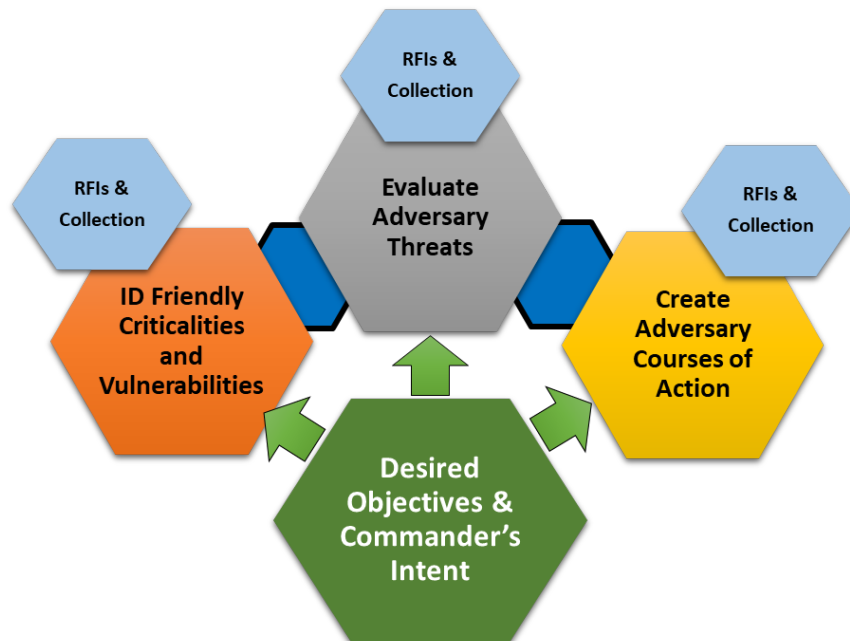 RFIs &
Collection
Evaluate
Adversary
Threats
RFIs &
Collection
ID Friendly
Criticalities
and
Vulnerabilities
RFIs &
Collection
Create
Adversary
Courses of
Action
Desired
Objectives &
Commander’s
Intent